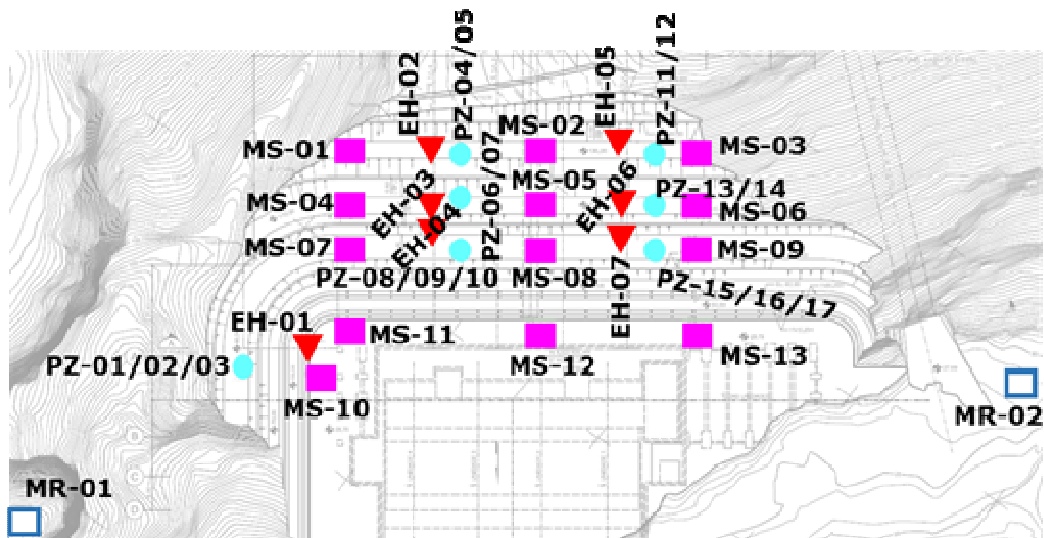 EH-02
PZ-04/05
EH-05
PZ-11/12
MS-01
MS-02
MS-03
PZ-06/07
EH-03
MS-05
EH-06
PZ-13/14
MS-04
MS-06
EH-04
MS-07
MS-09
PZ-08/09/10
MS-08
EH-07
PZ-15/16/17
EH-01
MS-11
MS-12
MS-13
PZ-01/02/03
MS-10
MR-02
MR-01